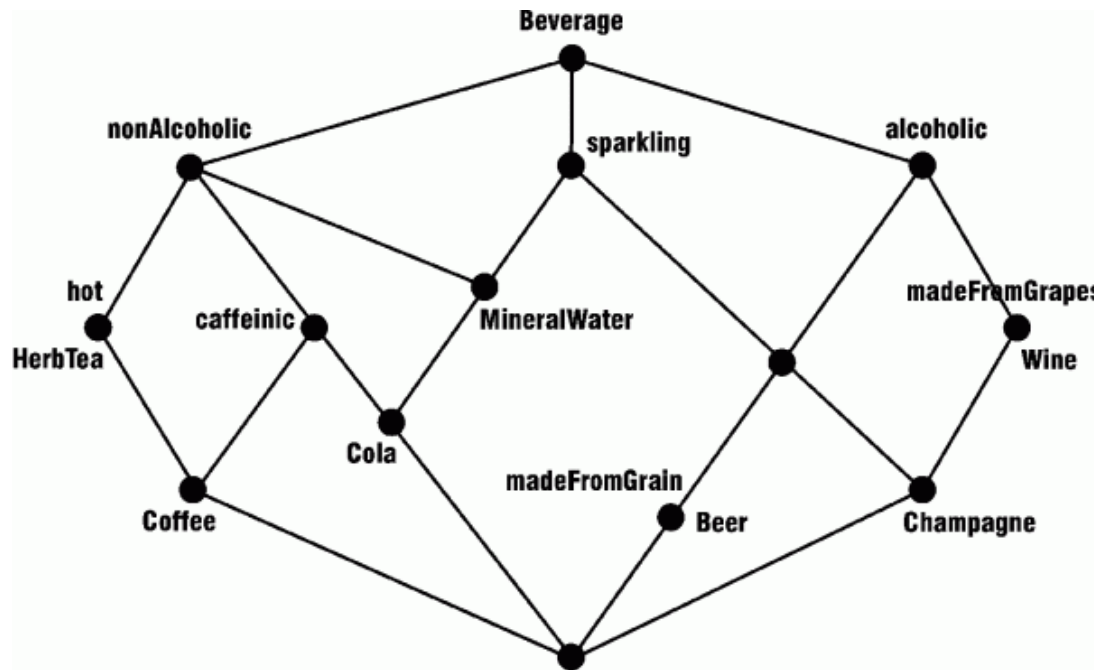 Beverage
nonAlcoholic
alcoholic
sparkling
hot
madeFromGrapes
caffeinic
MineralWater
HerbTea
Wine
Cola
madeFromGrain
Coffee
Beer
Champagne